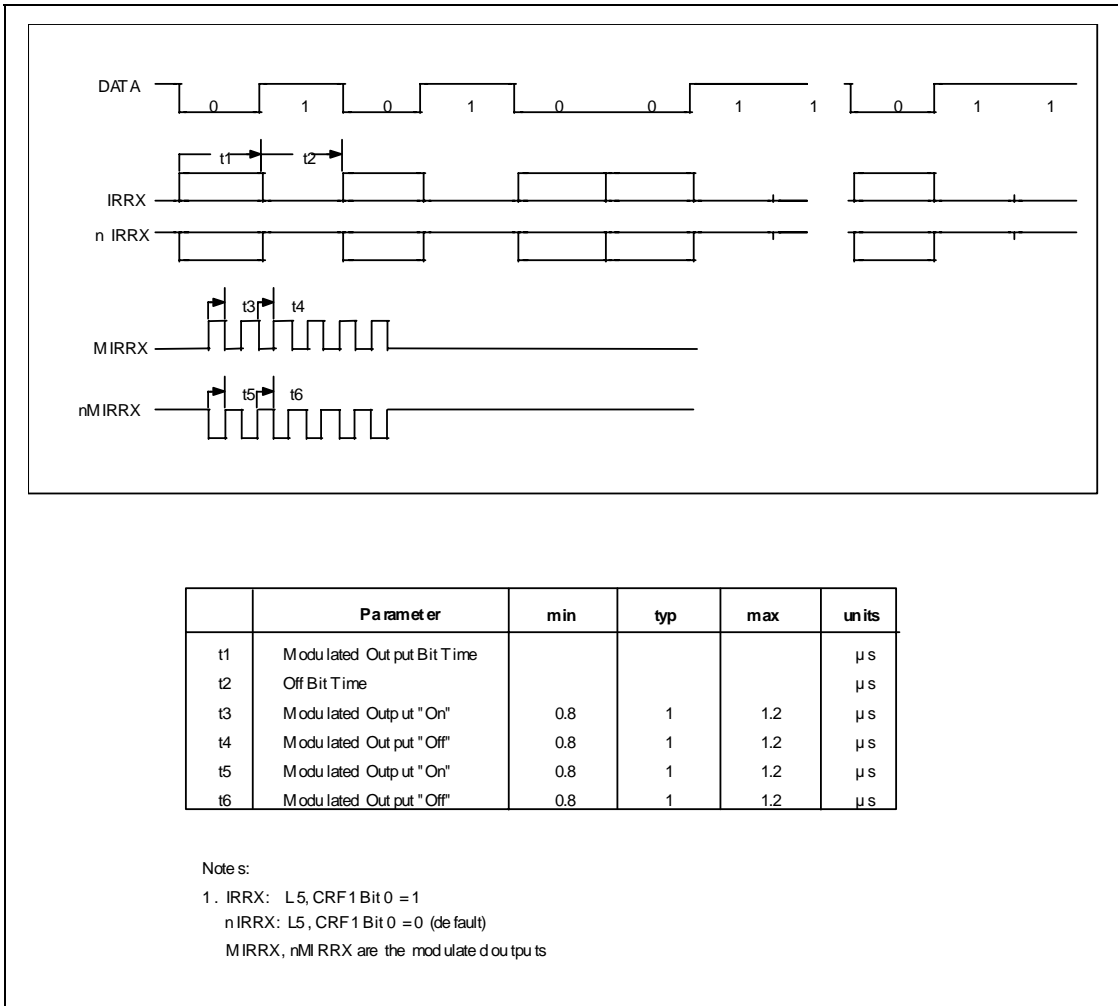 DATA 0 1 0 1 0 0 1 1 0 1 1
t1 t2
IRRX
n IRRX
t3 t4
MIRRX
t5 t6
nMIRRX
Parameter min typ max units
t1 Modulated Output Bit Time µs
t2 Off Bit Time µs
t3 Modulated Output "On" 0.8 1 1.2 µs
t4 Modulated Output "Off" 0.8 1 1.2 µs
t5 Modulated Output "On" 0.8 1 1.2 µs
t6 Modulated Output "Off" 0.8 1 1.2 µs
Notes:
1. IRRX: L5, CRF1 Bit 0 = 1
nIRRX: L5, CRF1 Bit 0 = 0 (default)
MIRRX, nMIRRX are the modulated outputs